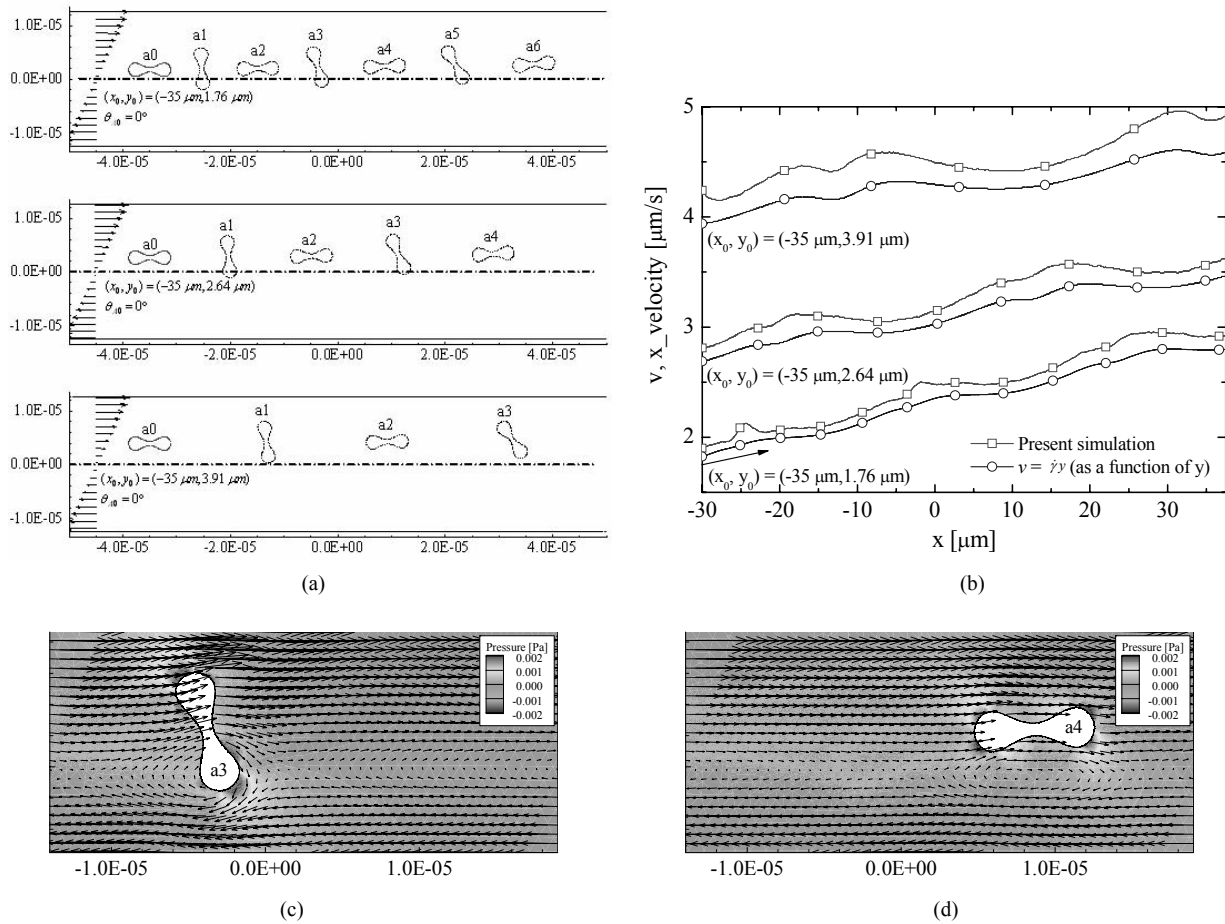 1.0E-05
0.0E+00
-1.0E-05
a0 a1 a2 a3 a4 a5 a6
(x0, y0) = (-35 μm,1.76 μm)
θA0 = 0°
-4.0E-05 -2.0E-05 0.0E+00 2.0E-05 4.0E-05
1.0E-05
0.0E+00
-1.0E-05
a0 a1 a2 a3 a4
(x0, y0) = (-35 μm,2.64 μm)
θA0 = 0°
-4.0E-05 -2.0E-05 0.0E+00 2.0E-05 4.0E-05
1.0E-05
0.0E+00
-1.0E-05
a0 a1 a2 a3
(x0, y0) = (-35 μm,3.91 μm)
θA0 = 0°
-4.0E-05 -2.0E-05 0.0E+00 2.0E-05 4.0E-05
(a)
v, x_velocity [μm/s]
5
4
3
2
(x0, y0) = (-35 μm,3.91 μm)
(x0, y0) = (-35 μm,2.64 μm)
(x0, y0) = (-35 μm,1.76 μm)
Present simulation
v = γ̇y (as a function of y)
-30 -20 -10 0 10 20 30
x [μm]
(b)
Pressure [Pa]
0.002
0.001
0.000
-0.001
-0.002
a3
-1.0E-05 0.0E+00 1.0E-05
(c)
Pressure [Pa]
0.002
0.001
0.000
-0.001
-0.002
a4
-1.0E-05 0.0E+00 1.0E-05
(d)